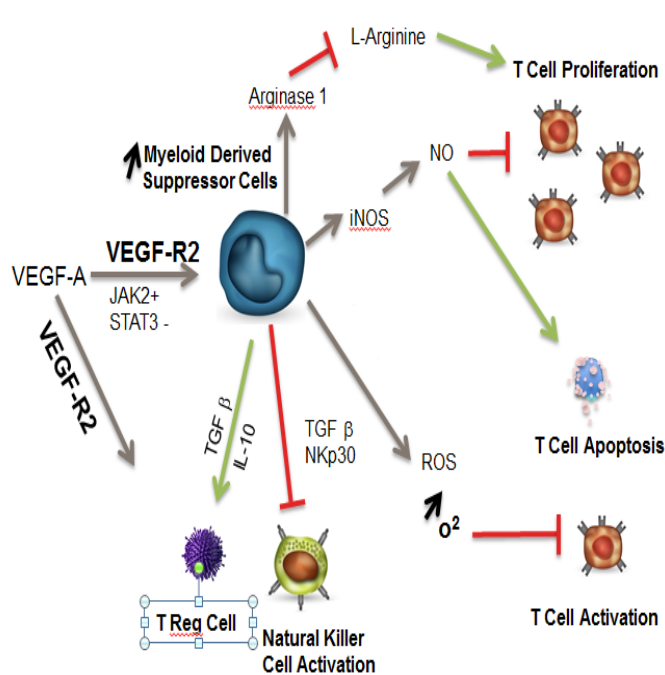 L-Arginine
T Cell Proliferation
Arginase 1
Myeloid Derived
Suppressor Cells
NO
iNOS
VEGF-R2
VEGF-A
JAK2+
STAT3 -
VEGF-R2
TGF β
IL-10
TGF β
NKp30
ROS
T Cell Apoptosis
o²
T Reg Cell
Natural Killer
Cell Activation
T Cell Activation